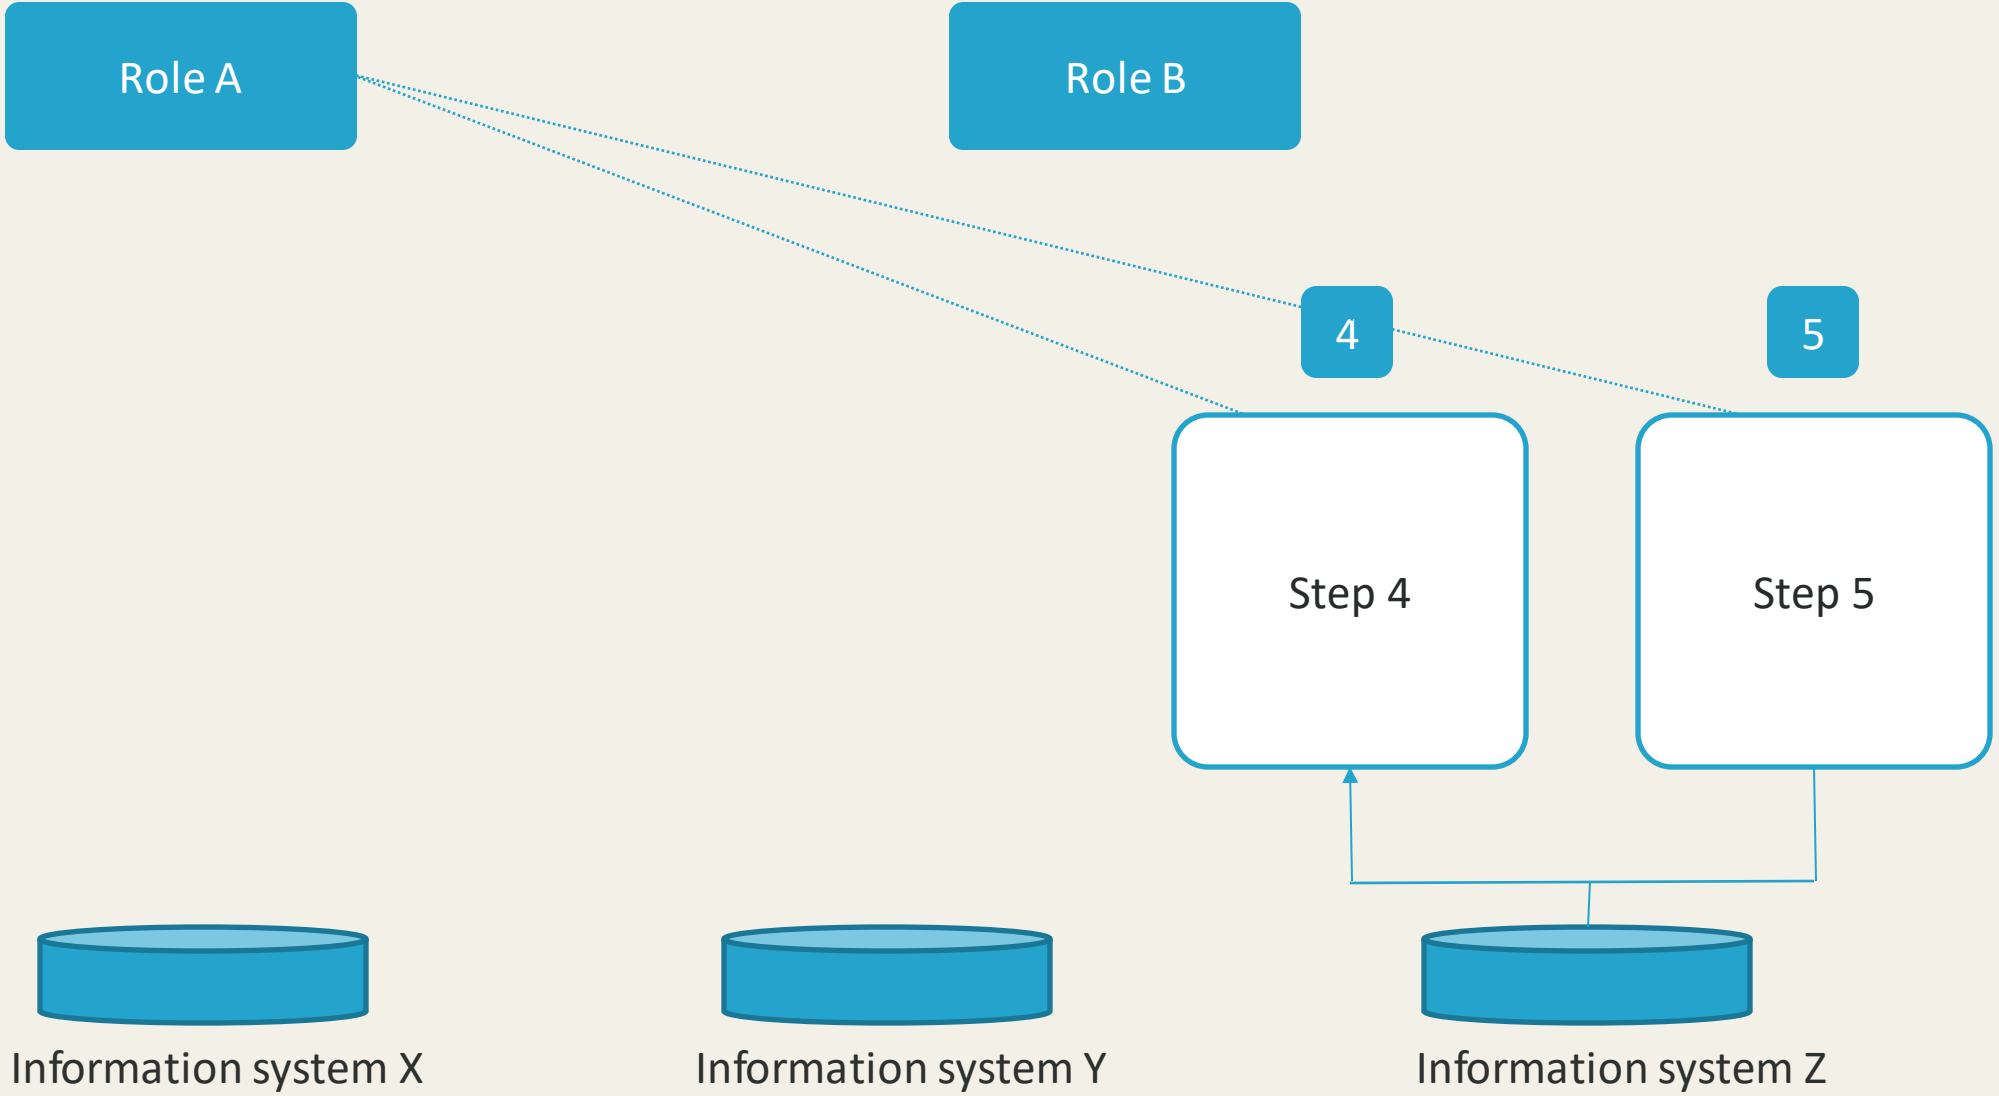 Role A
Role B
4
5
Step 4
Step 5
Information system X
Information system Y
Information system Z